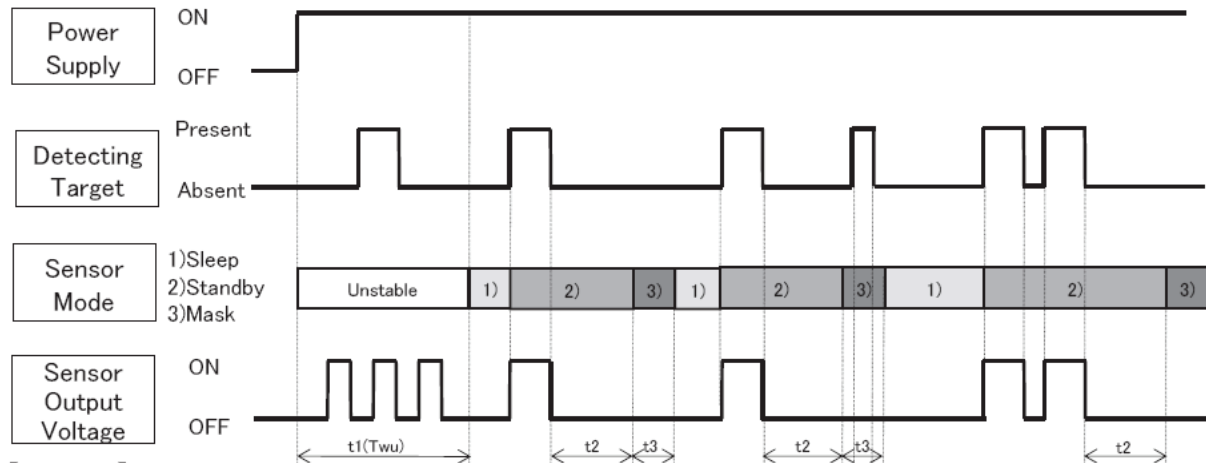 Power Supply
ON
OFF
Detecting Target
Present
Absent
Sensor Mode
1)Sleep
2)Standby
3)Mask
Unstable
1)
2)
3)
1)
2)
3)
1)
2)
3)
Sensor Output Voltage
ON
OFF
t1(Twu)
t2
t3
t2
t3
t2